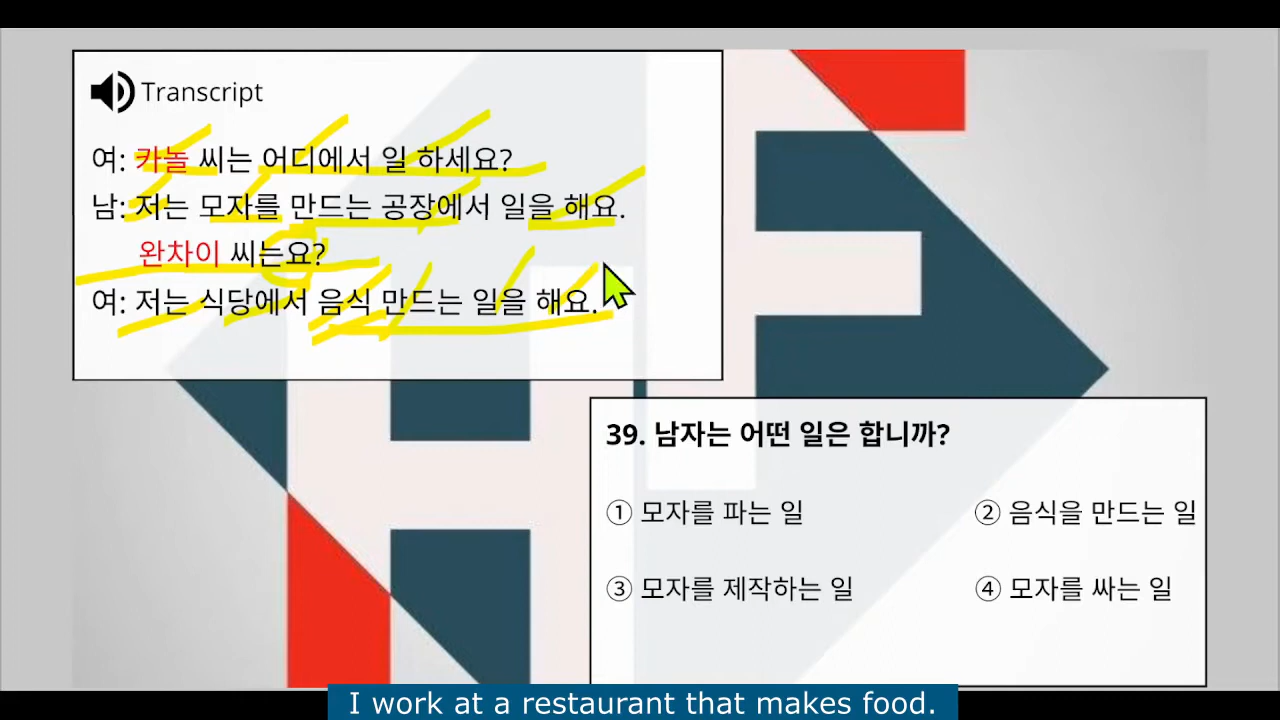 Transcript
여: 카놀 씨는 어디에서 일 하세요?
남: 저는 모자를 만드는 공장에서 일을 해요.
완차이 씨는요?
여: 저는 식당에서 음식 만드는 일을 해요.
39. 남자는 어떤 일은 합니까?
① 모자를 파는 일
② 음식을 만드는 일
③ 모자를 제작하는 일
④ 모자를 싸는 일
I work at a restaurant that makes food.